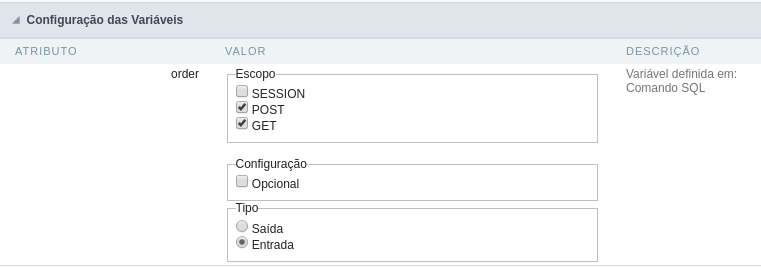 Configuração das Variáveis
ATRIBUTO VALOR DESCRIÇÃO
order Escopo Variável definida em:
Comando SQL
SESSION
POST
GET
Configuração
Opcional
Tipo
Saída
Entrada